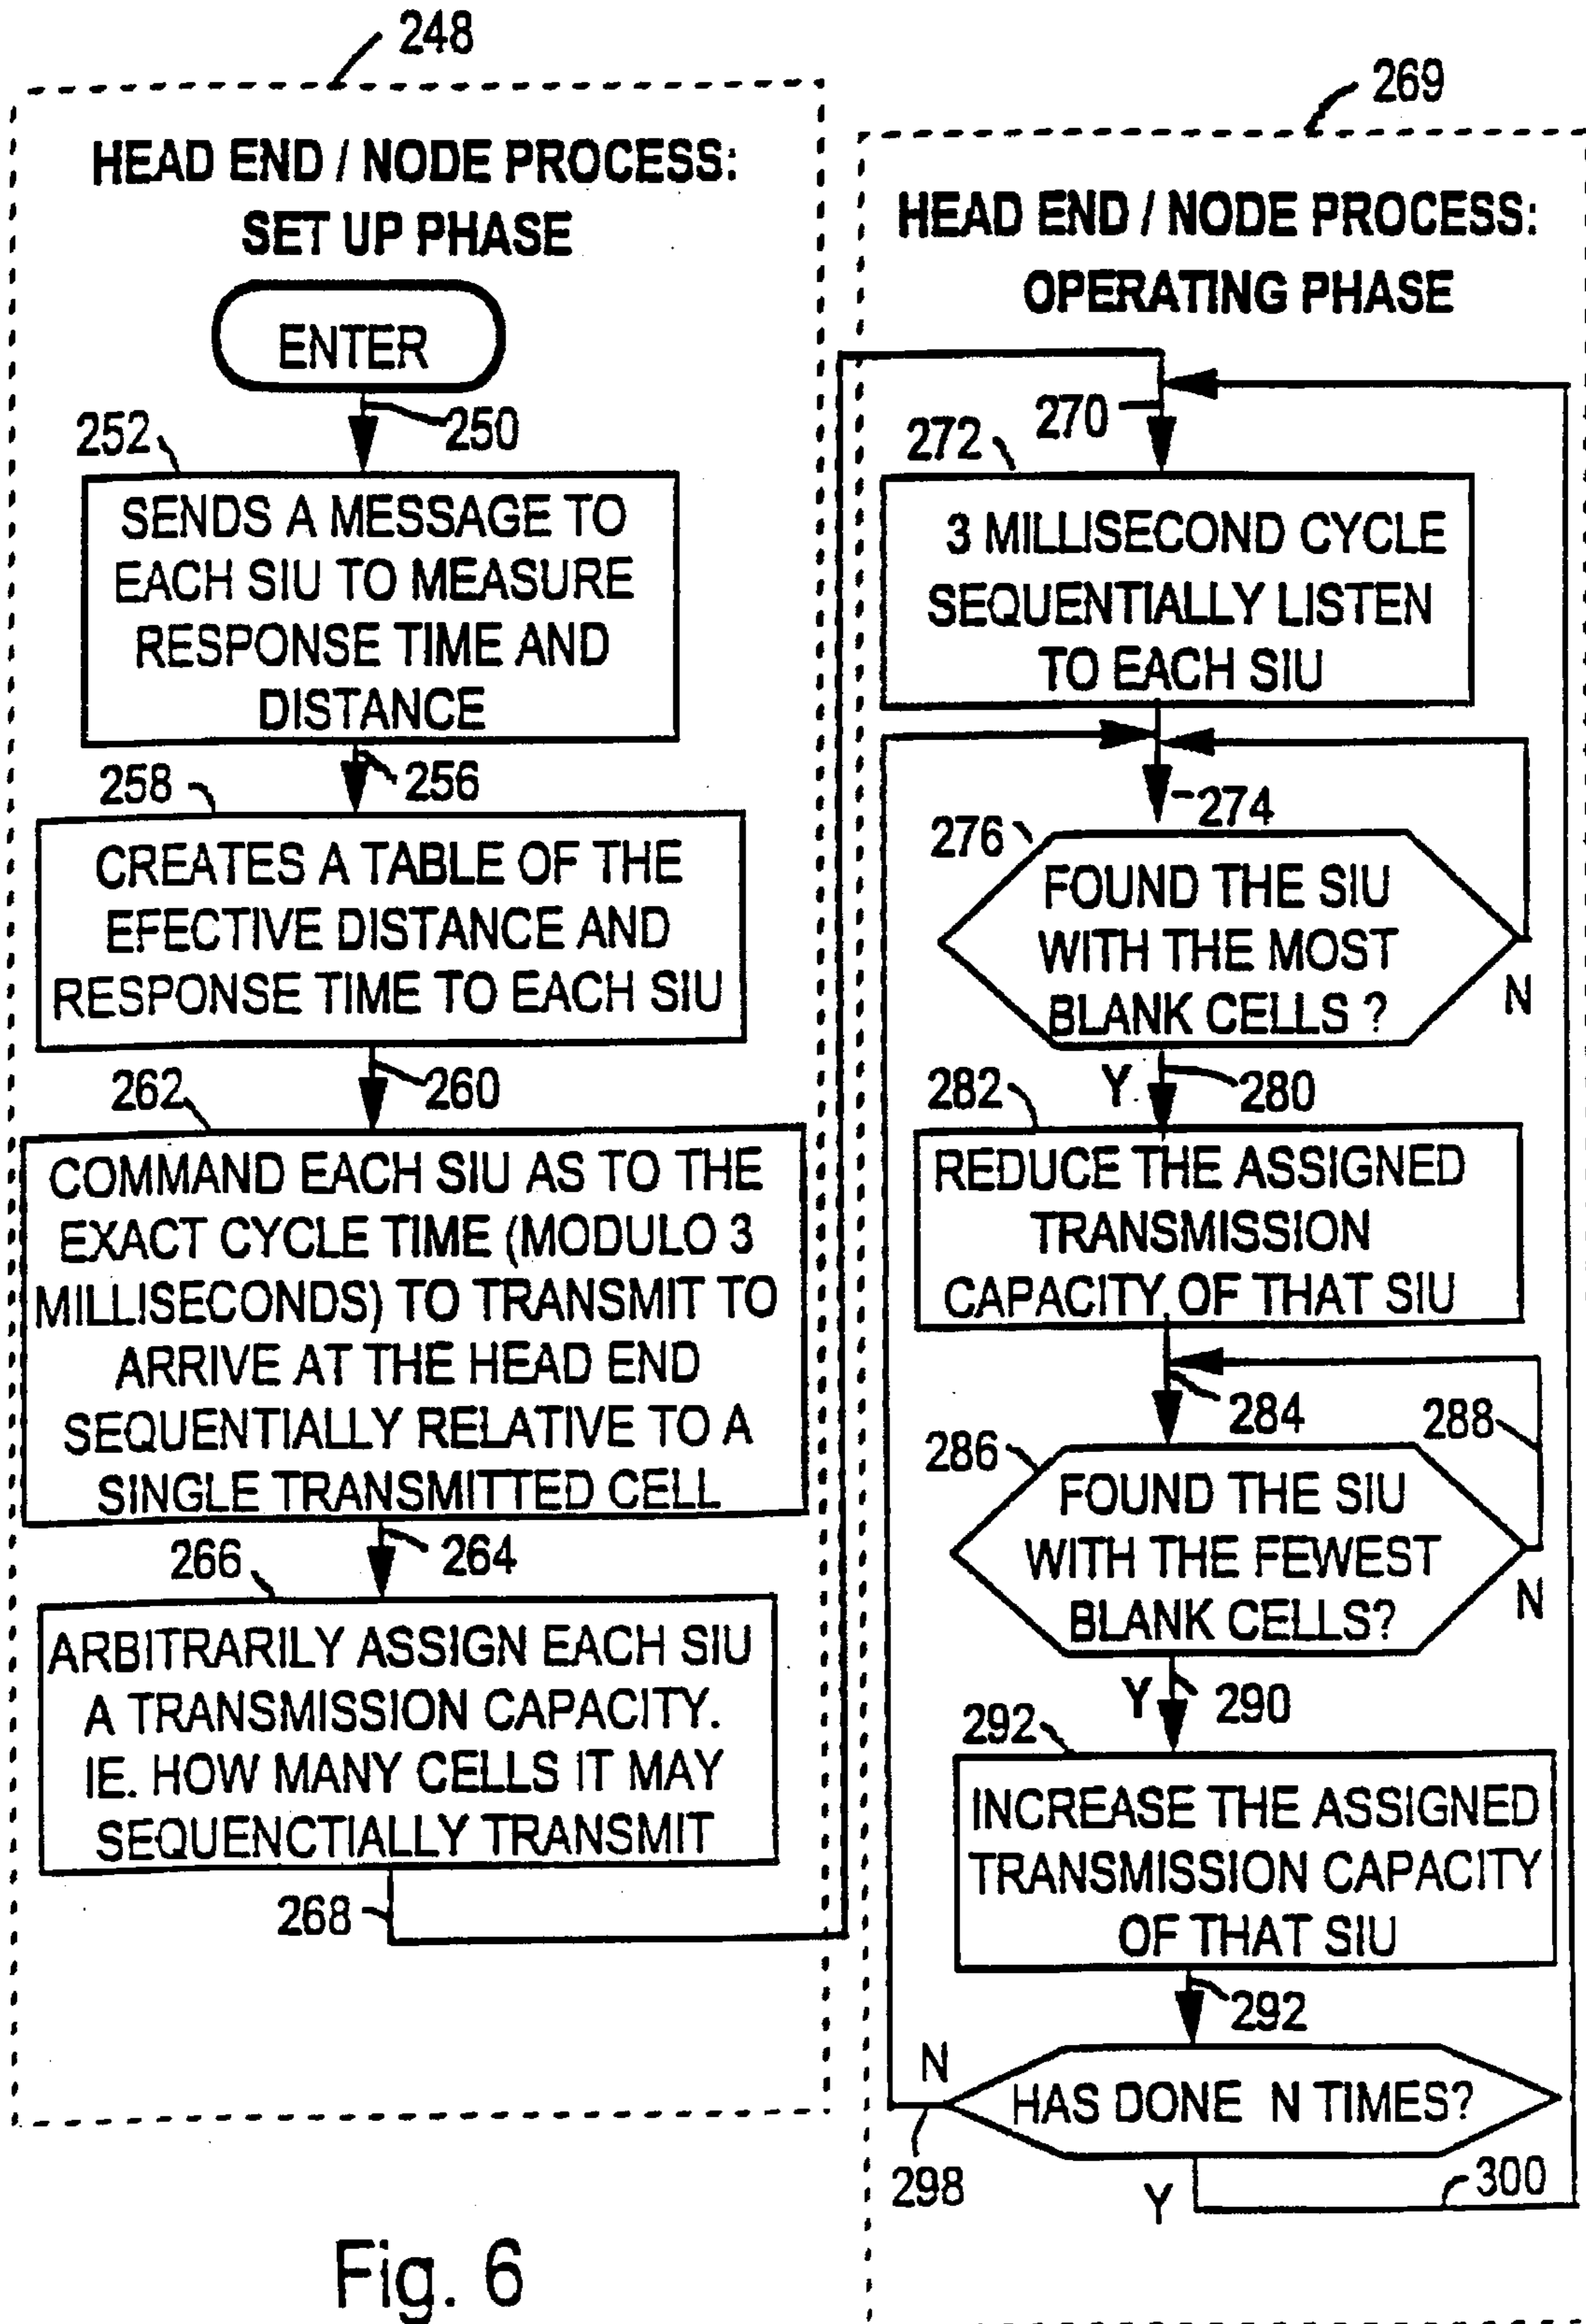 248
HEAD END / NODE PROCESS:
SET UP PHASE
ENTER
250
252
SENDS A MESSAGE TO
EACH SIU TO MEASURE
RESPONSE TIME AND
DISTANCE
256
258
CREATES A TABLE OF THE
EFECTIVE DISTANCE AND
RESPONSE TIME TO EACH SIU
260
262
COMMAND EACH SIU AS TO THE
EXACT CYCLE TIME (MODULO 3
MILLISECONDS) TO TRANSMIT TO
ARRIVE AT THE HEAD END
SEQUENTIALLY RELATIVE TO A
SINGLE TRANSMITTED CELL
264
266
ARBITRARILY ASSIGN EACH SIU
A TRANSMISSION CAPACITY.
IE. HOW MANY CELLS IT MAY
SEQUENCTIALLY TRANSMIT
268
269
HEAD END / NODE PROCESS:
OPERATING PHASE
270
272
3 MILLISECOND CYCLE
SEQUENTIALLY LISTEN
TO EACH SIU
274
276
FOUND THE SIU
WITH THE MOST
BLANK CELLS ?
N
Y
280
282
REDUCE THE ASSIGNED
TRANSMISSION
CAPACITY OF THAT SIU
284
288
286
FOUND THE SIU
WITH THE FEWEST
BLANK CELLS?
N
Y
290
292
INCREASE THE ASSIGNED
TRANSMISSION CAPACITY
OF THAT SIU
292
N
HAS DONE N TIMES?
298
Y
300
Fig. 6